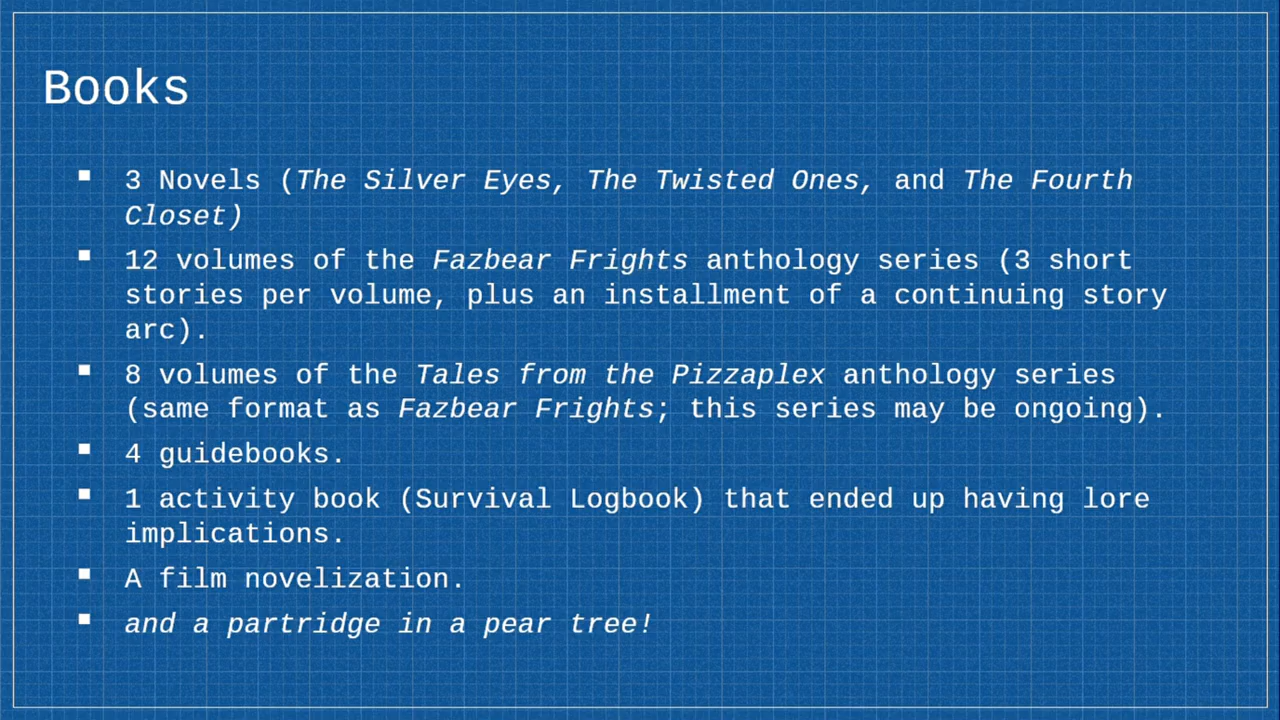 Books
3 Novels (The Silver Eyes, The Twisted Ones, and The Fourth
Closet)
12 volumes of the Fazbear Frights anthology series (3 short
stories per volume, plus an installment of a continuing story
arc).
8 volumes of the Tales from the Pizzaplex anthology series
(same format as Fazbear Frights; this series may be ongoing).
4 guidebooks.
1 activity book (Survival Logbook) that ended up having lore
implications.
A film novelization.
and a partridge in a pear tree!